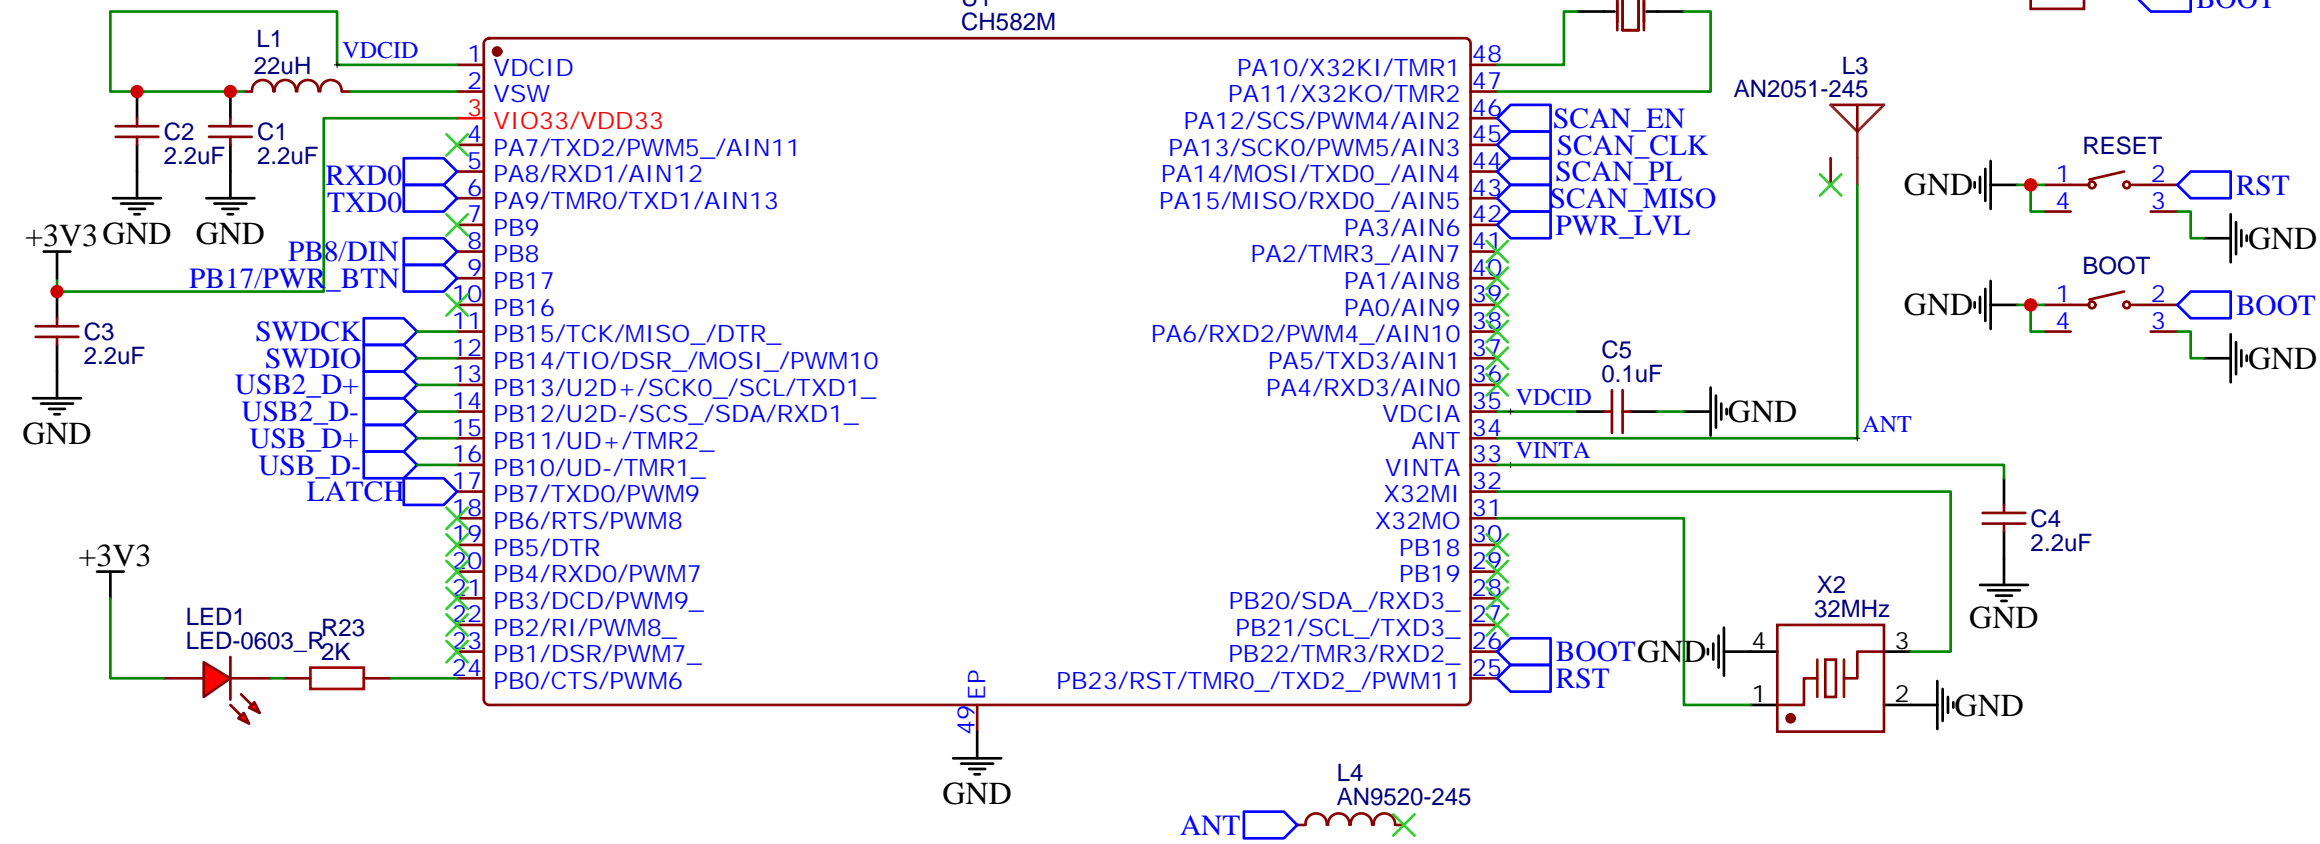 CH582M
BOOT
L1
22uH
VDCID
C2
2.2uF
C1
2.2uF
GND
GND
+3V3
C3
2.2uF
GND
RXD0
TXD0
PB8/DIN
PB17/PWR_BTN
SWDCK
SWDIO
USB2_D+
USB2_D-
USB_D+
USB_D-
LATCH
+3V3
LED1
LED-0603_R
R23
2K
1 VDCID
2 VSW
3 VIO33/VDD33
4 PA7/TXD2/PWM5_/AIN11
5 PA8/RXD1/AIN12
6 PA9/TMR0/TXD1/AIN13
7 PB9
8 PB8
9 PB17
10 PB16
11 PB15/TCK/MISO_/DTR_
12 PB14/TIO/DSR_/MOSI_/PWM10
13 PB13/U2D+/SCK0_/SCL/TXD1_
14 PB12/U2D-/SCS_/SDA/RXD1_
15 PB11/UD+/TMR2_
16 PB10/UD-/TMR1_
17 PB7/TXD0/PWM9
18 PB6/RTS/PWM8
19 PB5/DTR
20 PB4/RXD0/PWM7
21 PB3/DCD/PWM9_
22 PB2/RI/PWM8_
23 PB1/DSR/PWM7_
24 PB0/CTS/PWM6
49 EP
GND
PA10/X32KI/TMR1 48
PA11/X32KO/TMR2 47
PA12/SCS/PWM4/AIN2 46 SCAN_EN
PA13/SCK0/PWM5/AIN3 45 SCAN_CLK
PA14/MOSI/TXD0_/AIN4 44 SCAN_PL
PA15/MISO/RXD0_/AIN5 43 SCAN_MISO
PA3/AIN6 42 PWR_LVL
PA2/TMR3_/AIN7 41
PA1/AIN8 40
PA0/AIN9 39
PA6/RXD2/PWM4_/AIN10 38
PA5/TXD3/AIN1 37
PA4/RXD3/AIN0 36
VDCIA 35 VDCID
ANT 34 ANT
VINTA 33 VINTA
X32MI 32
X32MO 31
PB18 30
PB19 29
PB20/SDA_/RXD3_ 28
PB21/SCL_/TXD3_ 27
PB22/TMR3/RXD2_ 26 BOOT
PB23/RST/TMR0_/TXD2_/PWM11 25 RST
C5
0.1uF
GND
L3
AN2051-245
C4
2.2uF
GND
X2
32MHz
GND 4 3
1 2 GND
RESET
GND 1 2 RST
4 3
GND
BOOT
GND 1 2 BOOT
4 3
GND
L4
AN9520-245
ANT